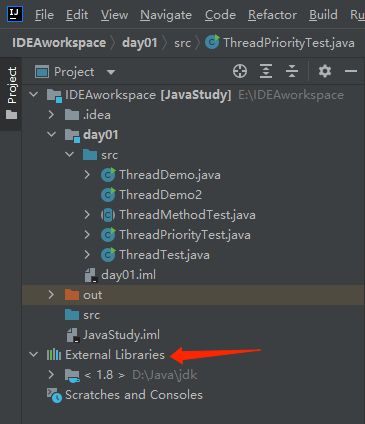 IJ File Edit View Navigate Code Refactor Build Ru
IDEAworkspace day01 src ThreadPriorityTest.java
Project
Project
IDEAworkspace [JavaStudy] E:\IDEAworkspace
.idea
day01
src
ThreadDemo.java
ThreadDemo2
ThreadMethodTest.java
ThreadPriorityTest.java
ThreadTest.java
day01.iml
out
src
JavaStudy.iml
External Libraries
< 1.8 > D:\Java\jdk
Scratches and Consoles